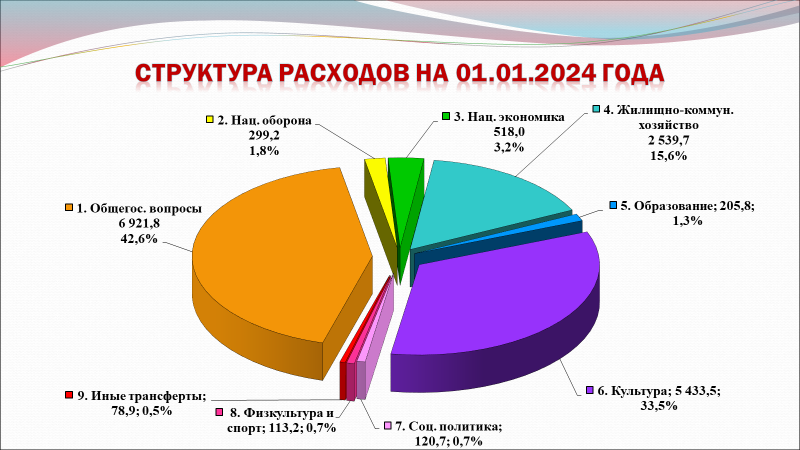 СТРУКТУРА РАСХОДОВ НА 01.01.2024 ГОДА
2. Нац. оборона
299,2
1,8%
3. Нац. экономика
518,0
3,2%
4. Жилищно-коммун.
хозяйство
2 539,7
15,6%
1. Общегос. вопросы
6 921,8
42,6%
5. Образование; 205,8;
1,3%
6. Культура; 5 433,5;
33,5%
9. Иные трансферты;
78,9; 0,5%
8. Физкультура и
спорт; 113,2; 0,7%
7. Соц. политика;
120,7; 0,7%